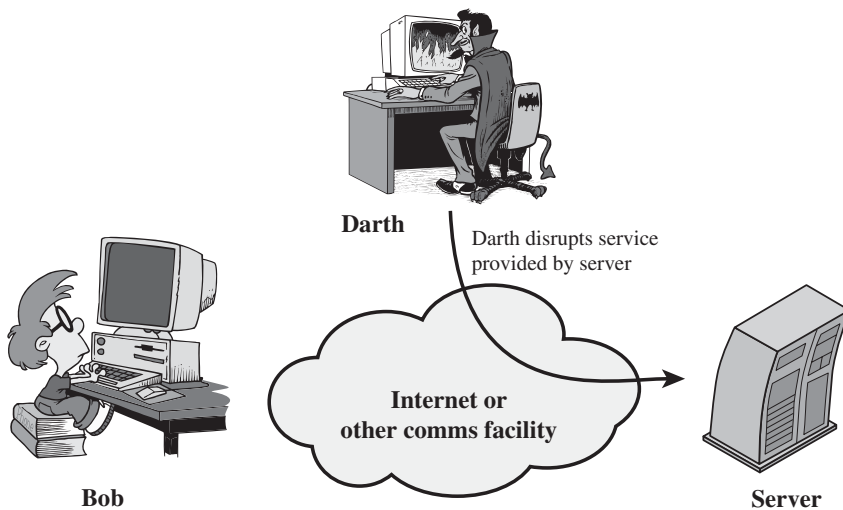 Darth
Darth disrupts service
provided by server
Internet or
other comms facility
Bob
Server